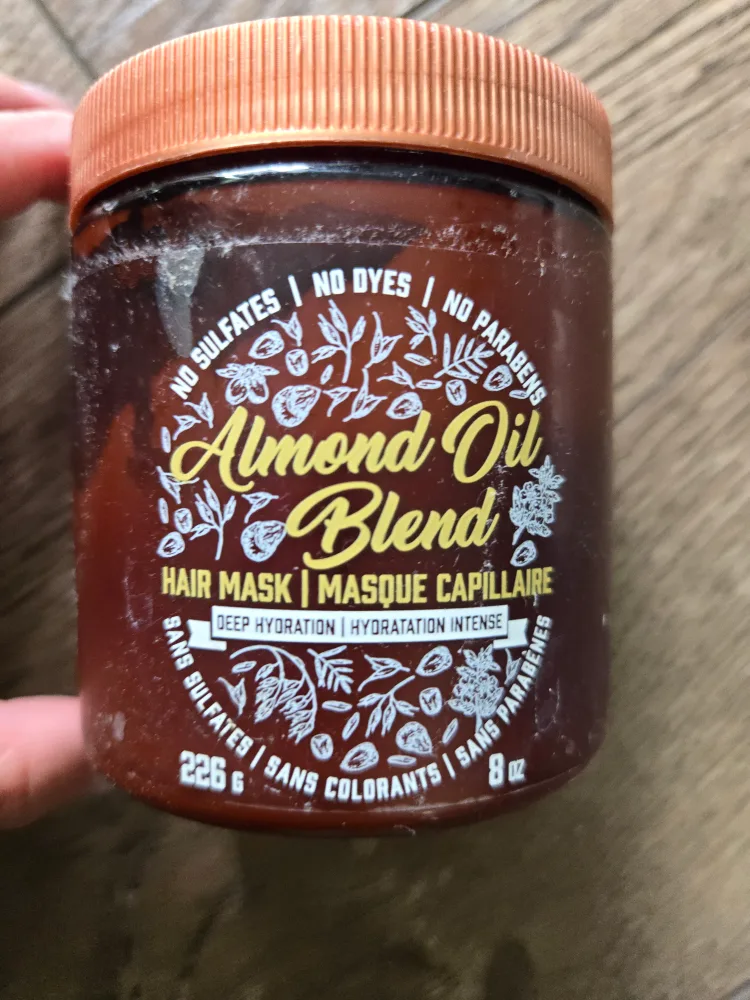 NO SULFATES | NO DYES | NO PARABENS
Almond Oil
Blend
HAIR MASK | MASQUE CAPILLAIRE
DEEP HYDRATION | HYDRATATION INTENSE
SANS SULFATES | SANS COLORANTS | SANS PARABÈNES
226 G 8 OZ